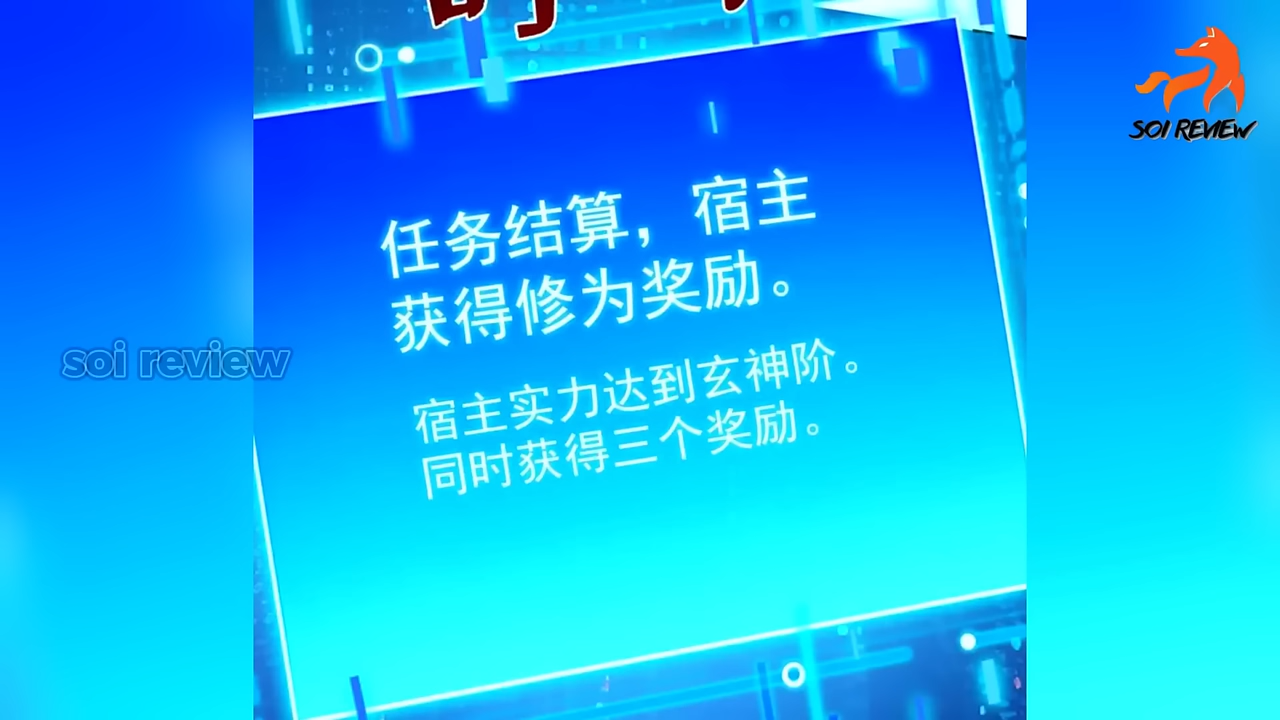 SOI REVIEW
任务结算，宿主
获得修为奖励。
soi review
宿主实力达到玄神阶。
同时获得三个奖励。